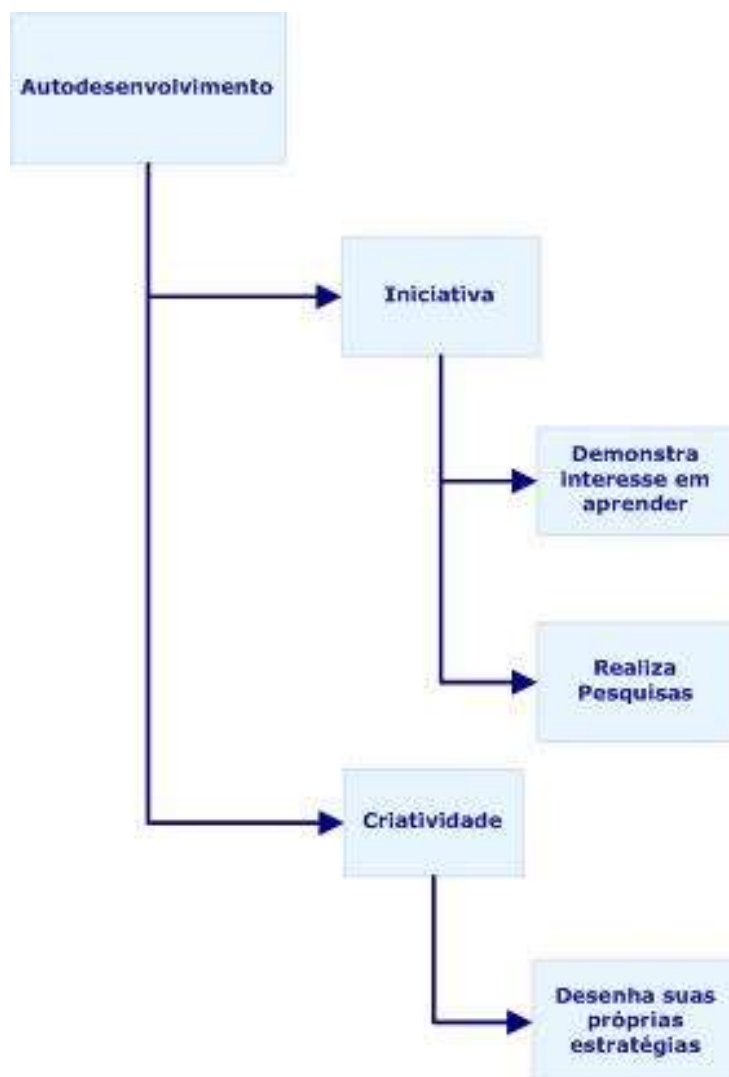 Autodesenvolvimento
Iniciativa
Demonstra
interesse em
aprender
Realiza
Pesquisas
Criatividade
Desenha suas
próprias
estratégias